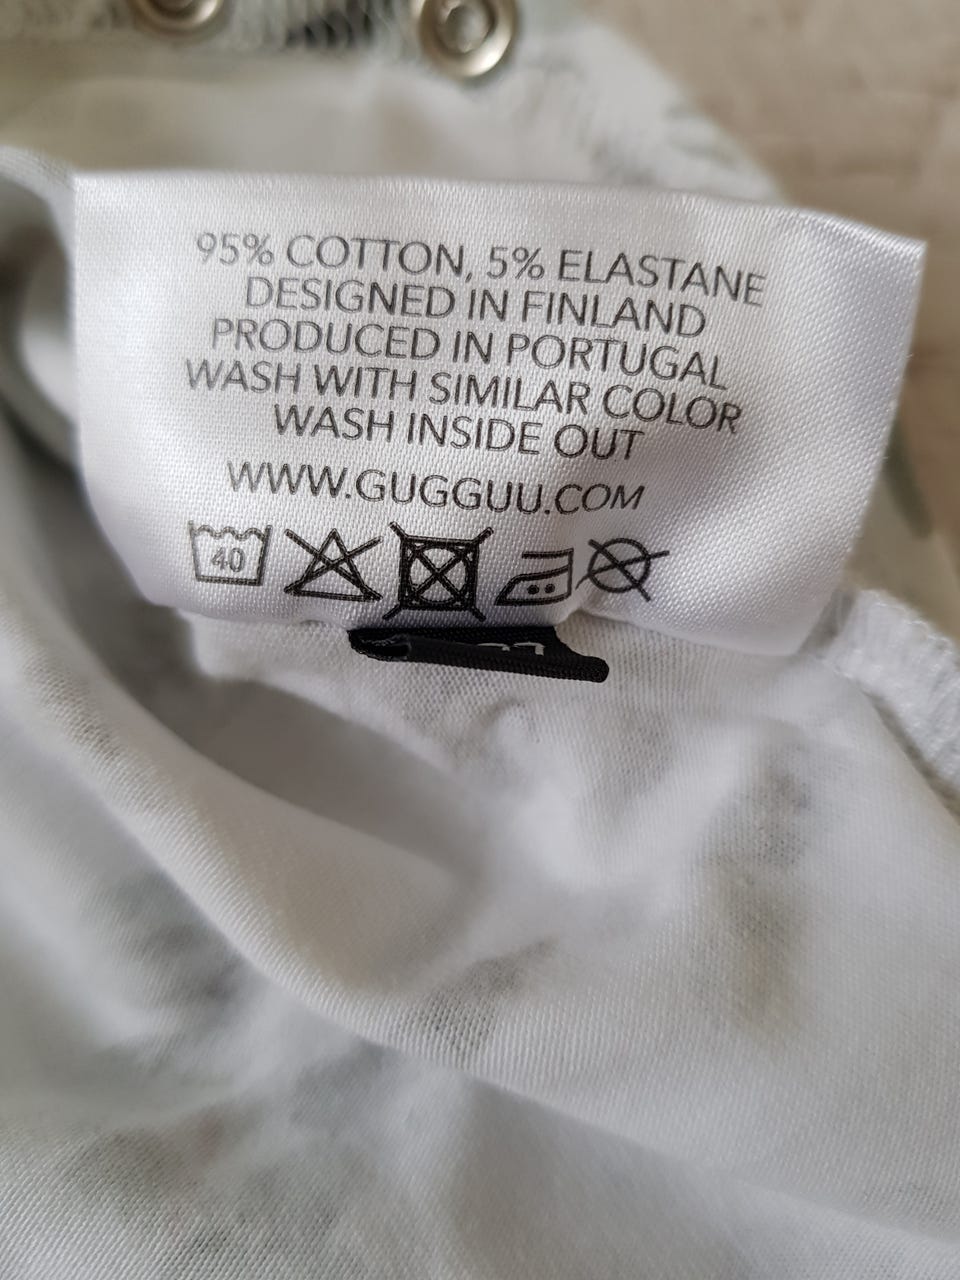 95% COTTON, 5% ELASTANE
DESIGNED IN FINLAND
PRODUCED IN PORTUGAL
WASH WITH SIMILAR COLOR
WASH INSIDE OUT
WWW.GUGGUU.COM
40